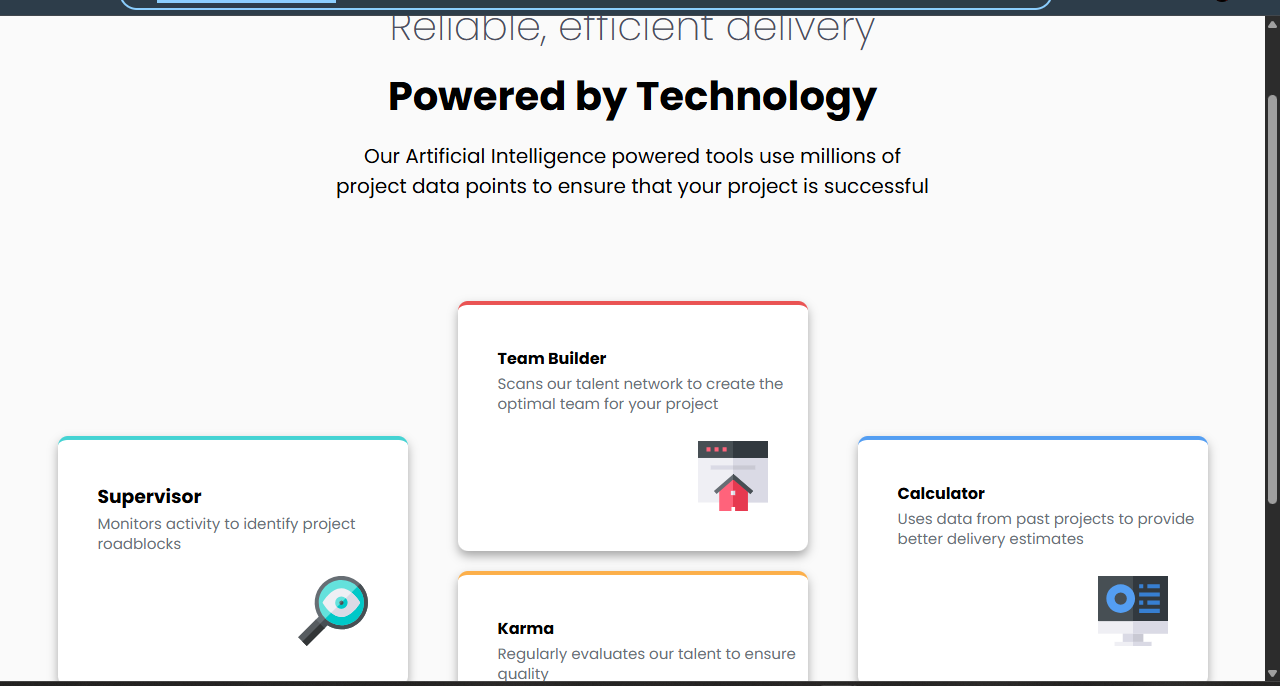 Reliable, efficient delivery
Powered by Technology
Our Artificial Intelligence powered tools use millions of
project data points to ensure that your project is successful
Team Builder
Scans our talent network to create the
optimal team for your project
Supervisor
Monitors activity to identify project
roadblocks
Calculator
Uses data from past projects to provide
better delivery estimates
Karma
Regularly evaluates our talent to ensure
quality